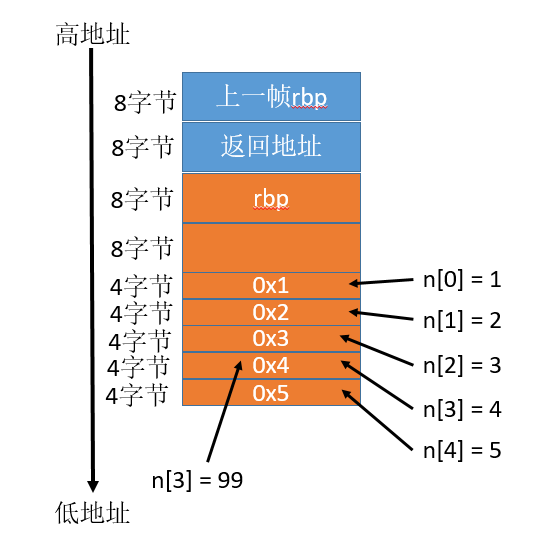 高地址
8字节 上一帧rbp
8字节 返回地址
8字节 rbp
8字节
4字节 0x1 n[0] = 1
4字节 0x2 n[1] = 2
4字节 0x3 n[2] = 3
4字节 0x4 n[3] = 4
4字节 0x5 n[4] = 5
n[3] = 99
低地址